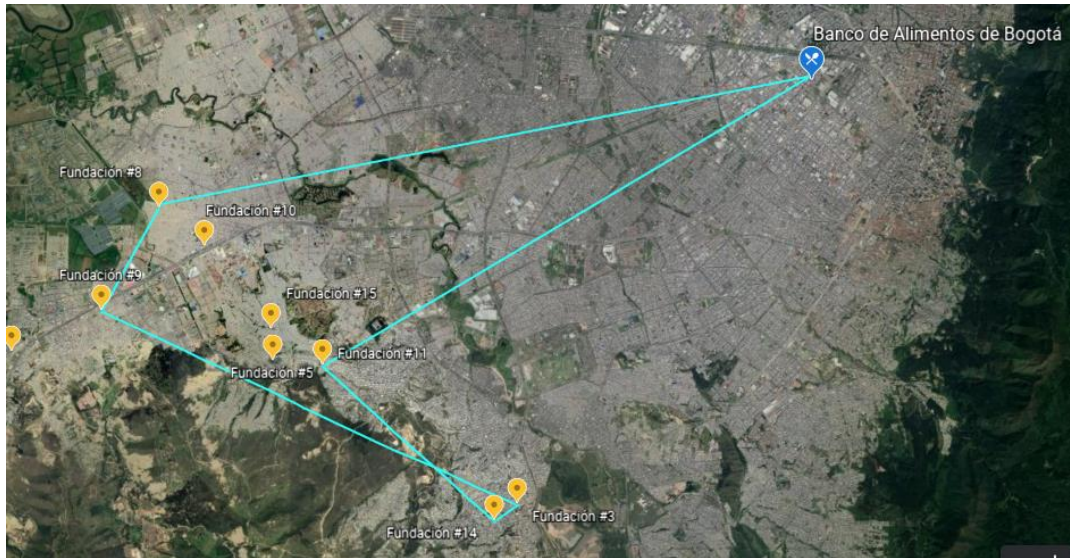 Banco de Alimentos de Bogotá
Fundación #8
Fundación #10
Fundación #9
Fundación #15
Fundación #11
Fundación #5
Fundación #3
Fundación #14